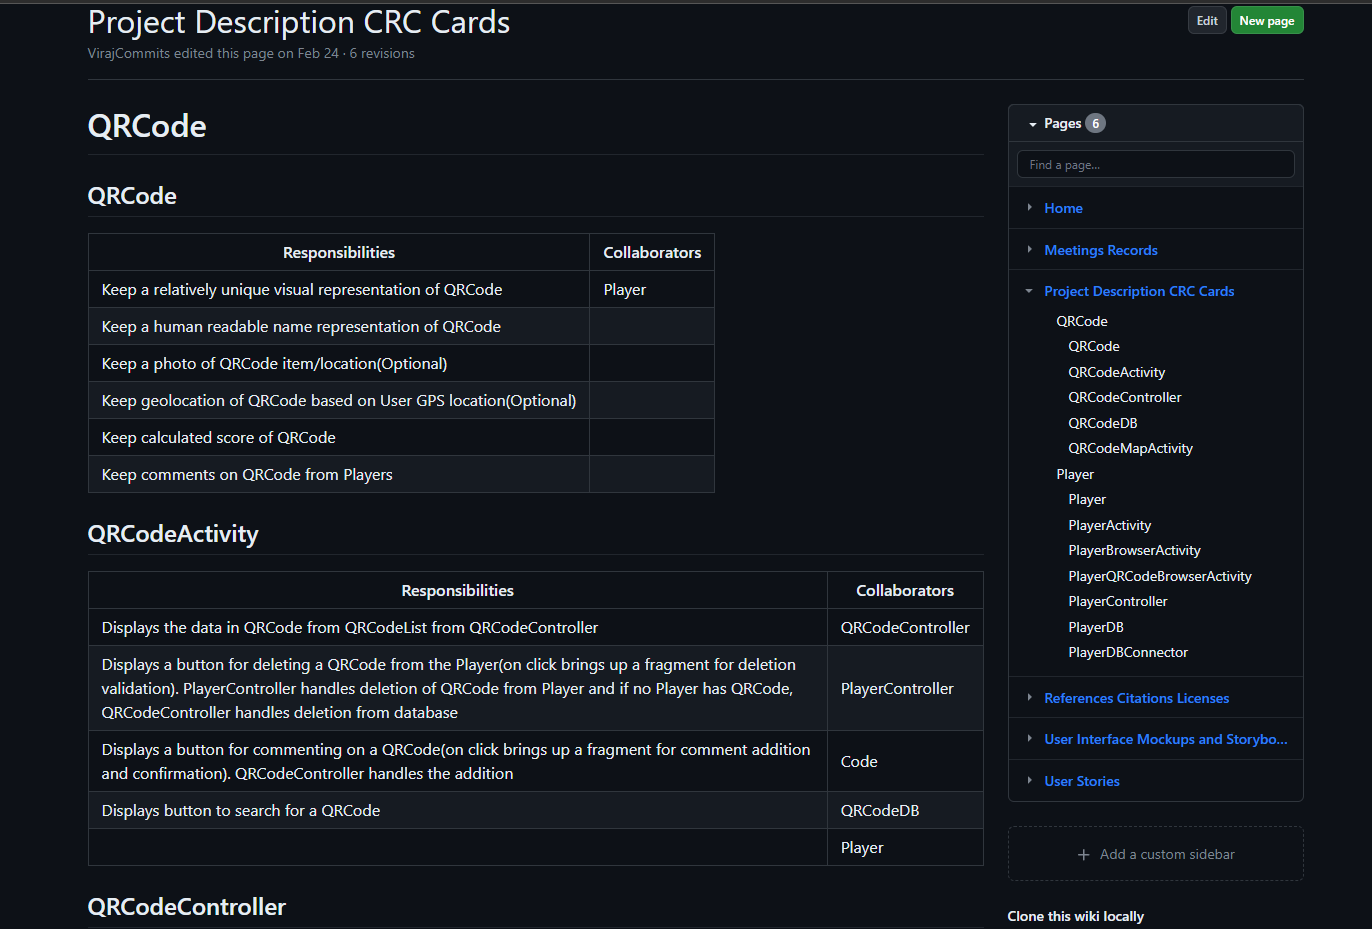 Project Description CRC Cards
Edit
New page
VirajCommits edited this page on Feb 24 · 6 revisions
QRCode
QRCode
Responsibilities Collaborators
Keep a relatively unique visual representation of QRCode Player
Keep a human readable name representation of QRCode
Keep a photo of QRCode item/location(Optional)
Keep geolocation of QRCode based on User GPS location(Optional)
Keep calculated score of QRCode
Keep comments on QRCode from Players
QRCodeActivity
Responsibilities Collaborators
Displays the data in QRCode from QRCodeList from QRCodeController QRCodeController
Displays a button for deleting a QRCode from the Player(on click brings up a fragment for deletion
validation). PlayerController handles deletion of QRCode from Player and if no Player has QRCode,
QRCodeController handles deletion from database
PlayerController
Displays a button for commenting on a QRCode(on click brings up a fragment for comment addition
and confirmation). QRCodeController handles the addition
Code
Displays button to search for a QRCode QRCodeDB
Player
QRCodeController
Pages 6
Find a page...
Home
Meetings Records
Project Description CRC Cards
QRCode
QRCode
QRCodeActivity
QRCodeController
QRCodeDB
QRCodeMapActivity
Player
Player
PlayerActivity
PlayerBrowserActivity
PlayerQRCodeBrowserActivity
PlayerController
PlayerDB
PlayerDBConnector
References Citations Licenses
User Interface Mockups and Storybo...
User Stories
+ Add a custom sidebar
Clone this wiki locally